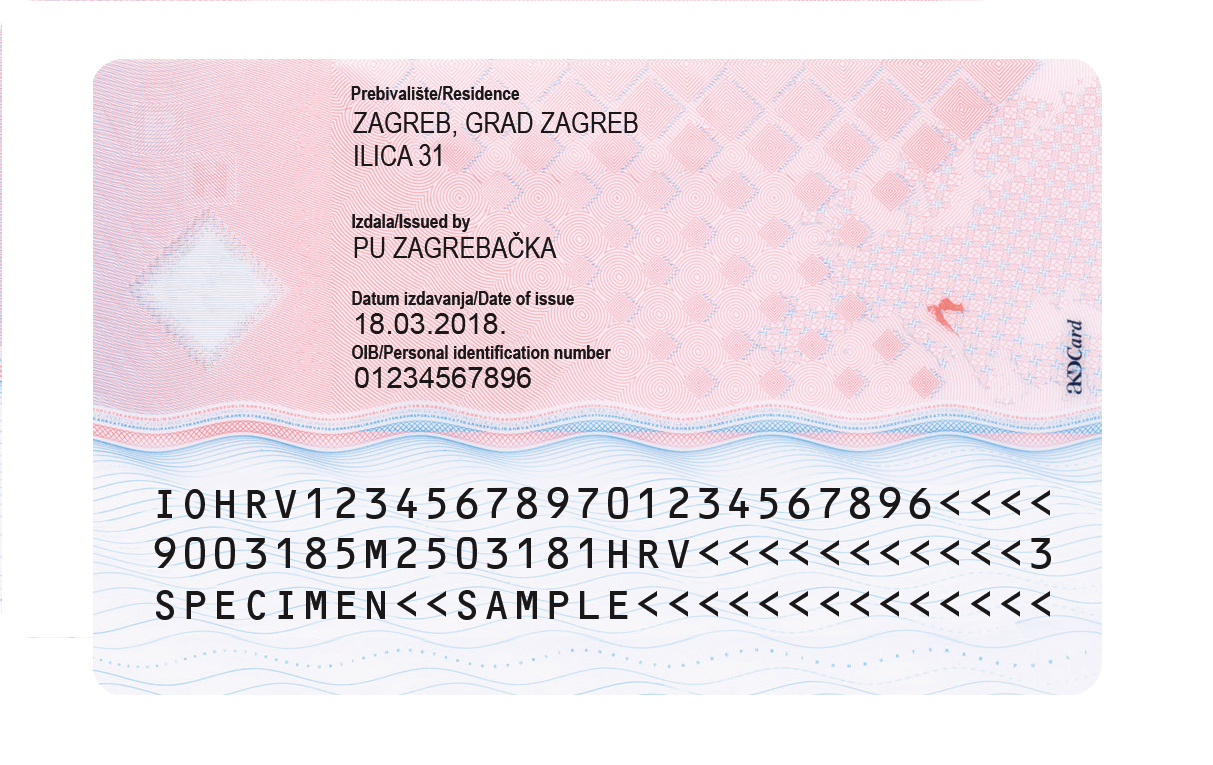 Prebivalište/Residence
ZAGREB, GRAD ZAGREB
ILICA 31
Izdala/Issued by
PU ZAGREBAČKA
Datum izdavanja/Date of issue
18.03.2018.
OIB/Personal identification number
01234567896
akDCard
IOHRV123456789701234567896<<<<
9003185M2503181HRV<<<<<<<<<<<3
SPECIMEN<<SAMPLE<<<<<<<<<<<<<<